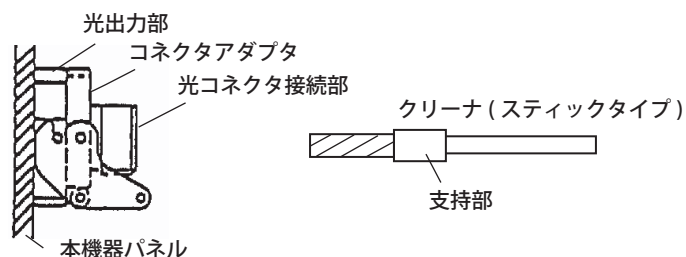 光出力部
コネクタアダプタ
光コネクタ接続部
クリーナ ( スティックタイプ )
支持部
本機器パネル